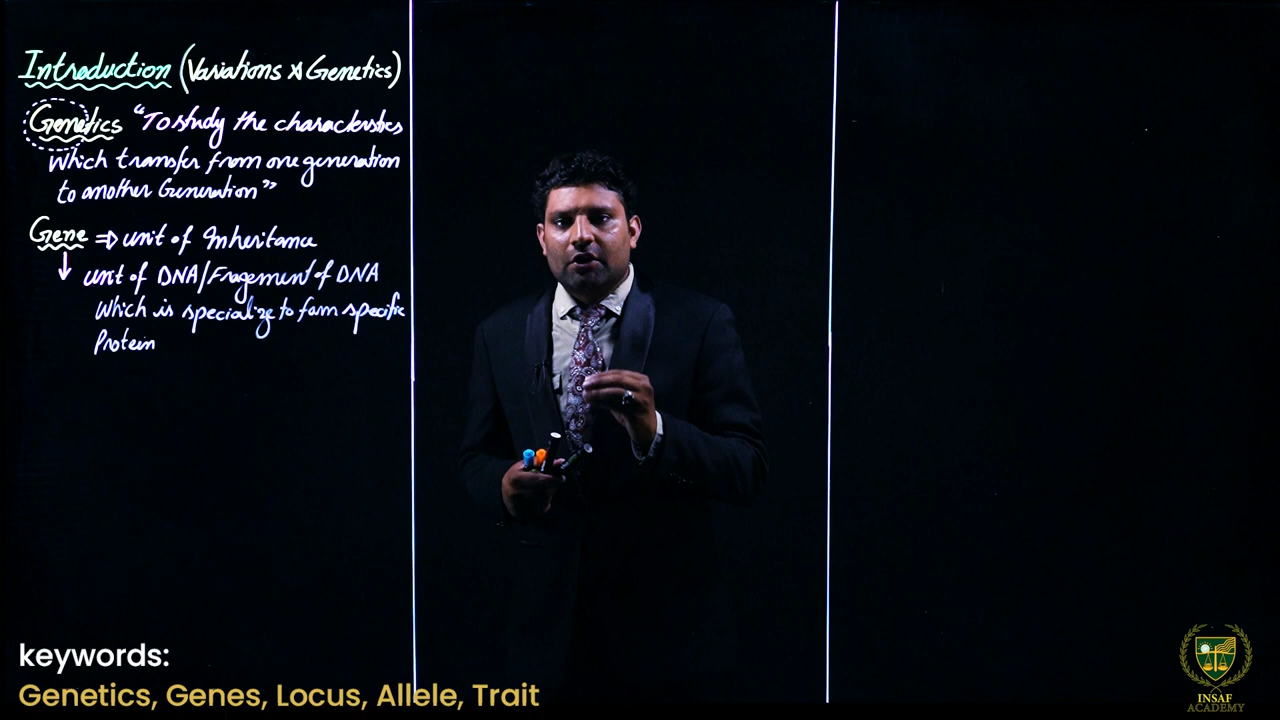 Introduction (Variations & Genetics)
Genetics "To study the characterstics
Which transfer from one generation
to another Generation"
Gene ⇒ unit of Inheritance
↓ unit of DNA/Fragement of DNA
Which is specialize to form specific
Protein
keywords:
Genetics, Genes, Locus, Allele, Trait
INSAF
ACADEMY